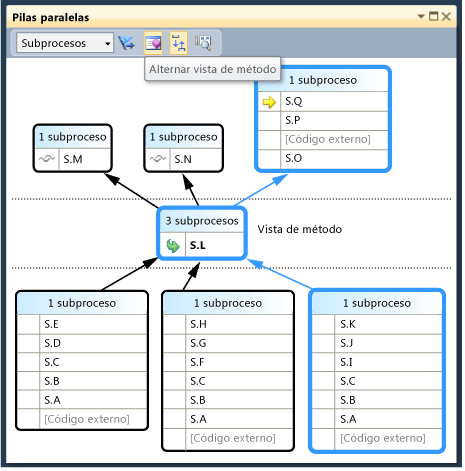 Pilas paralelas
Subprocesos
Alternar vista de método
1 subproceso
S.Q
S.P
[Código externo]
S.O
1 subproceso
S.M
1 subproceso
S.N
3 subprocesos
S.L
Vista de método
1 subproceso
S.E
S.D
S.C
S.B
S.A
[Código externo]
1 subproceso
S.H
S.G
S.F
S.C
S.B
S.A
[Código externo]
1 subproceso
S.K
S.J
S.I
S.C
S.B
S.A
[Código externo]